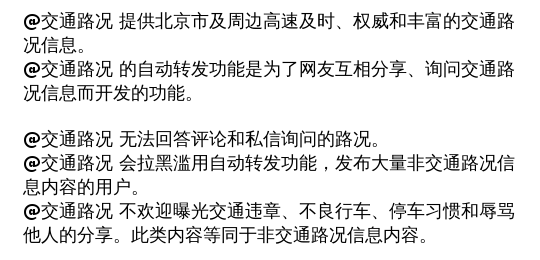 @交通路况 提供北京市及周边高速及时、权威和丰富的交通路
况信息。
@交通路况 的自动转发功能是为了网友互相分享、询问交通路
况信息而开发的功能。
@交通路况 无法回答评论和私信询问的路况。
@交通路况 会拉黑滥用自动转发功能，发布大量非交通路况信
息内容的用户。
@交通路况 不欢迎曝光交通违章、不良行车、停车习惯和辱骂
他人的分享。此类内容等同于非交通路况信息内容。